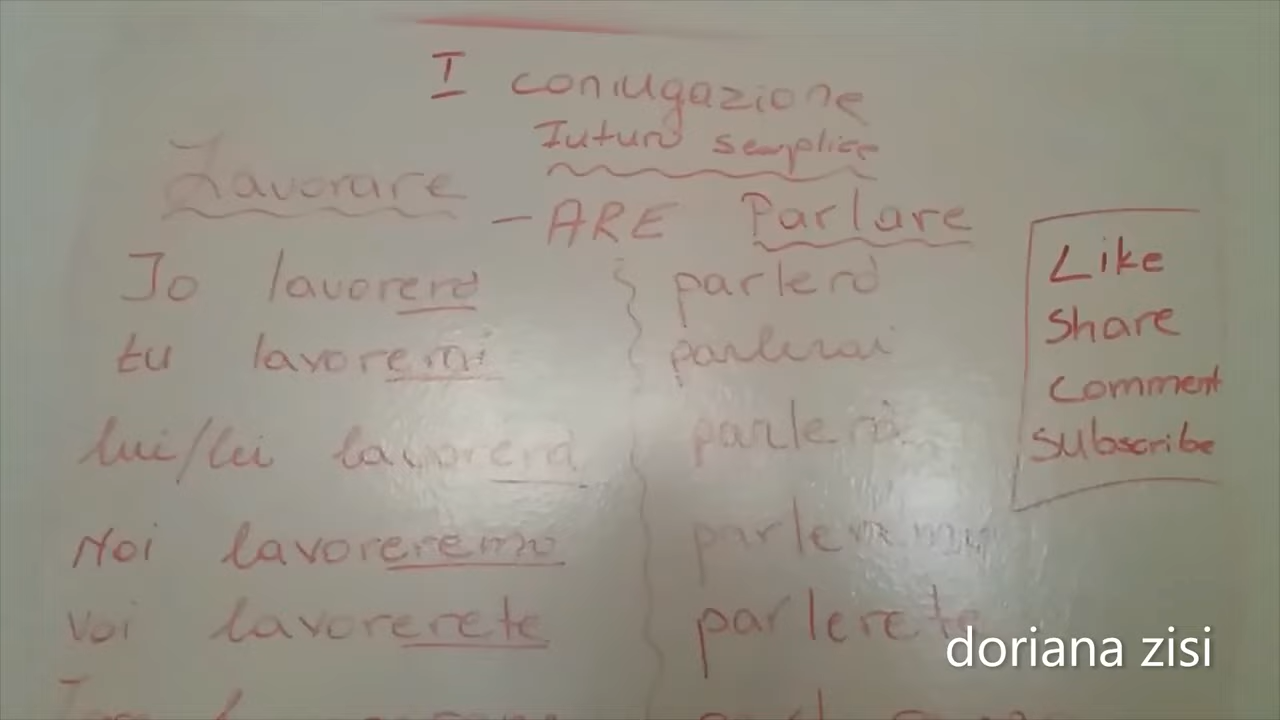 I coniugazione
Futuro semplice
Lavorare -ARE Parlare
Io lavorerò parlerò
tu lavorerai parlerai
lui/lei lavorerà parlerà
Noi lavoreremo
voi lavorerete parlerete
Like
Share
Comment
Subscribe
doriana zisi